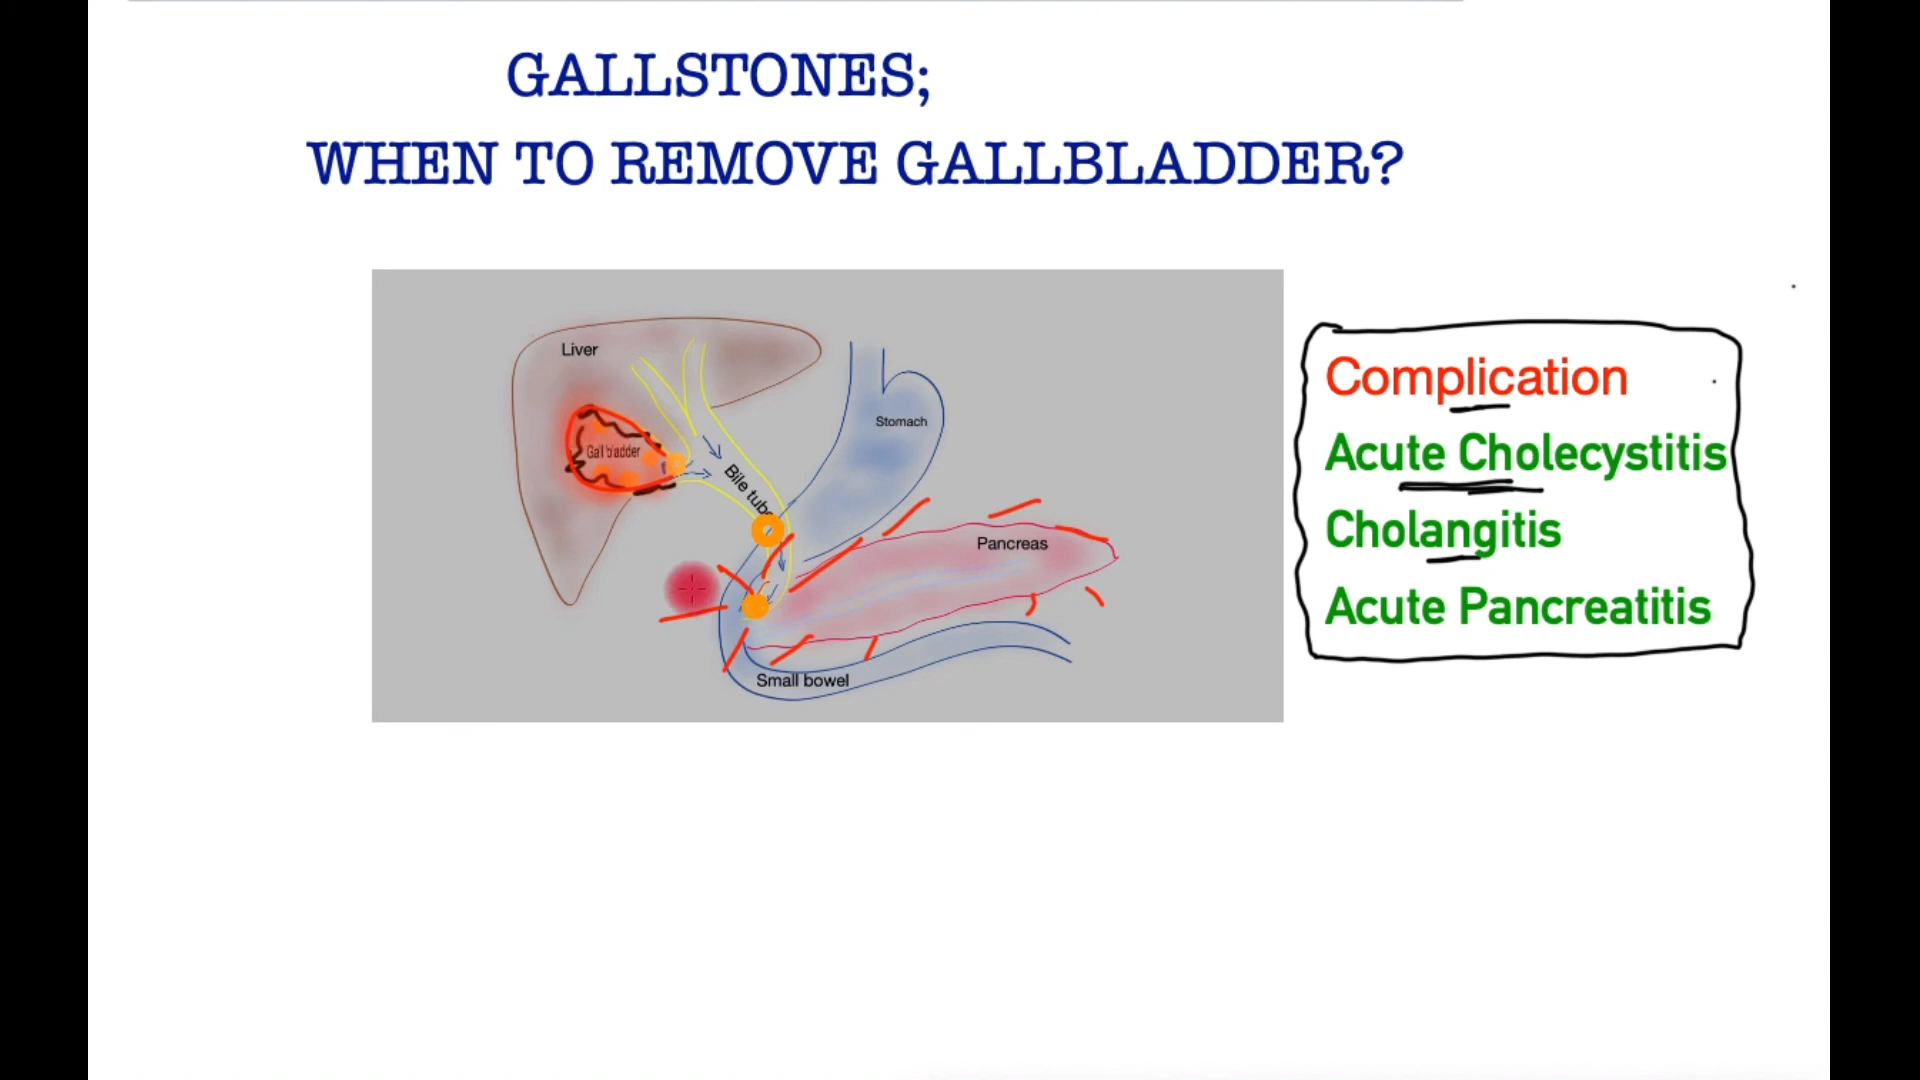 GALLSTONES;
WHEN TO REMOVE GALLBLADDER?
Liver
Gall bladder
Bile tube
Stomach
Pancreas
Small bowel
Complication
Acute Cholecystitis
Cholangitis
Acute Pancreatitis